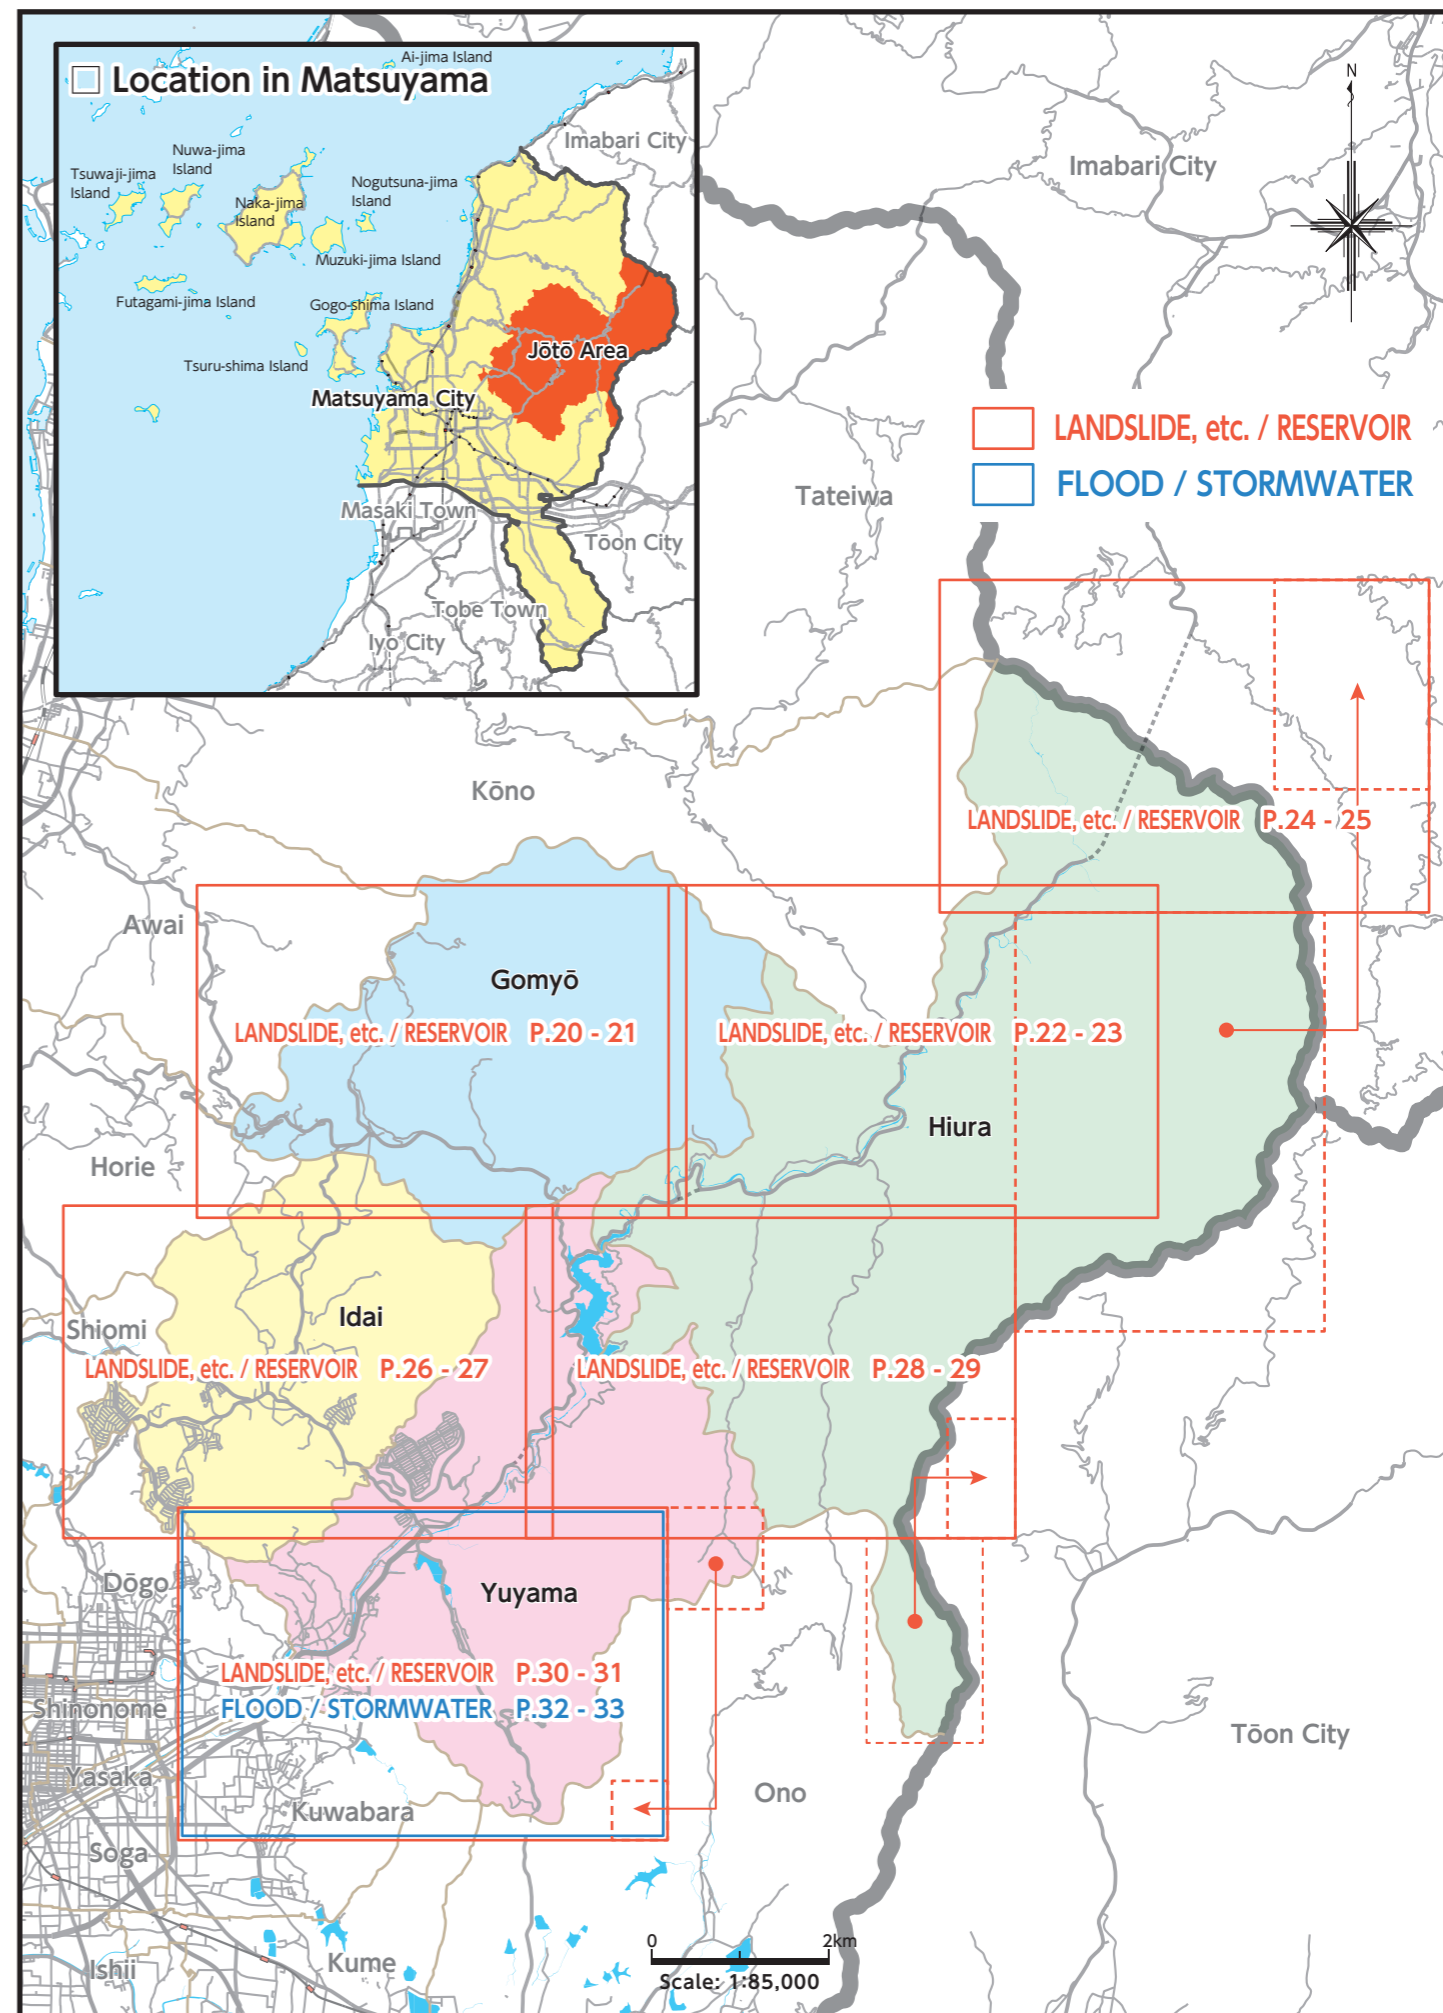 Location in Matsuyama
Ai-jima Island
Imabari City
Nuwa-jima
Island
Tsuwaji-jima
Island
Nogutsuna-jima
Island
Naka-jima
Island
Muzuki-jima Island
Futagami-jima Island
Gogo-shima Island
Jōtō Area
Tsuru-shima Island
Matsuyama City
Masaki Town
Tōon City
Tobe Town
Iyo City
N
Imabari City
LANDSLIDE, etc. / RESERVOIR
FLOOD / STORMWATER
Tateiwa
Kōno
LANDSLIDE, etc. / RESERVOIR P.24 - 25
Awai
Gomyō
LANDSLIDE, etc. / RESERVOIR P.20 - 21
LANDSLIDE, etc. / RESERVOIR P.22 - 23
Hiura
Horie
Idai
Shiomi
LANDSLIDE, etc. / RESERVOIR P.26 - 27
LANDSLIDE, etc. / RESERVOIR P.28 - 29
Dōgo
Yuyama
LANDSLIDE, etc. / RESERVOIR P.30 - 31
FLOOD / STORMWATER P.32 - 33
Shinonome
Tōon City
Yasaka
Ono
Kuwabara
Soga
Kume
Ishii
0 2km
Scale: 1:85,000